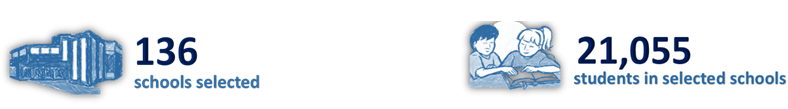 136
schools selected
21,055
students in selected schools